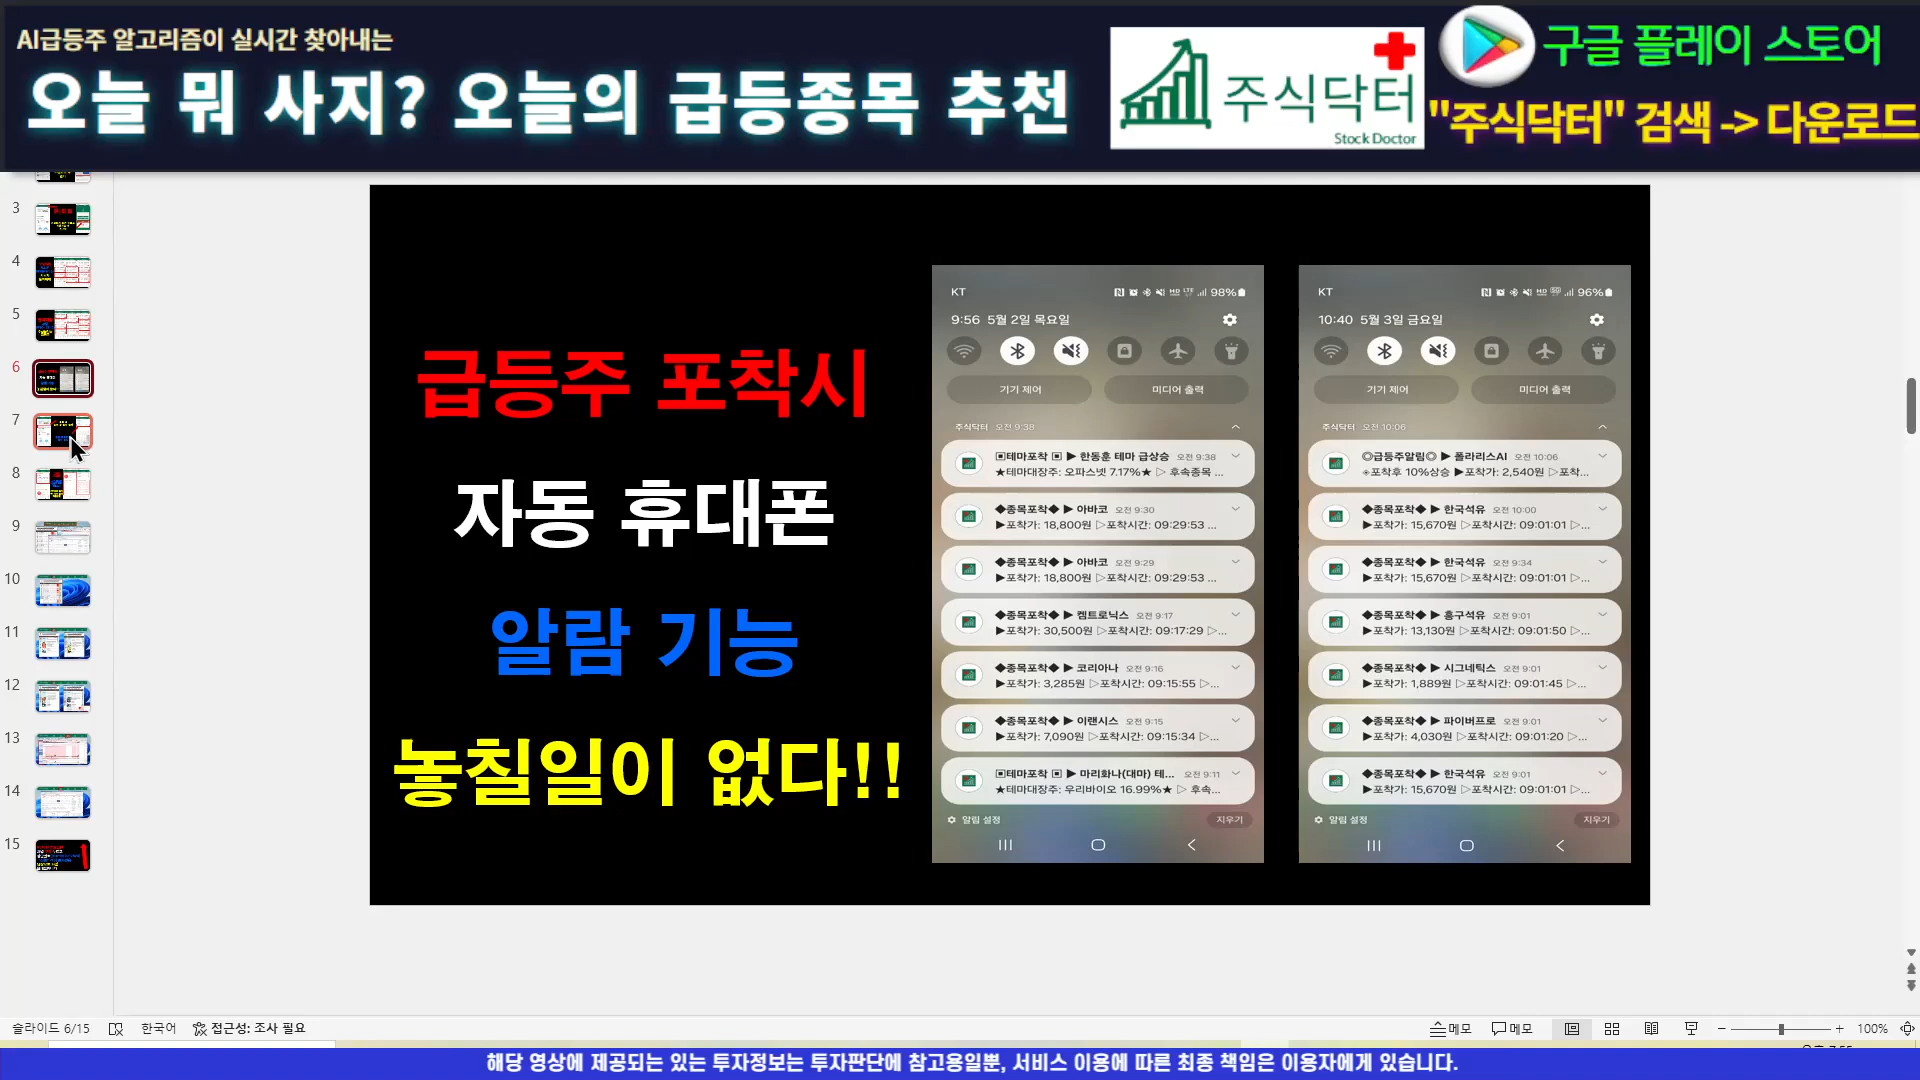 AI급등주 알고리즘이 실시간 찾아내는
오늘 뭐 사지? 오늘의 급등종목 추천
주식닥터
Stock Doctor
구글 플레이 스토어
"주식닥터" 검색 -> 다운로드
3
4
5
6
7
8
9
10
11
12
13
14
15
급등주 포착시
자동 휴대폰
알람 기능
놓칠일이 없다!!
KT
98%
9:56 5월 2일 목요일
기기 제어
미디어 출력
주식닥터 오전 9:38
▣테마포착 ▣ ▶ 한동훈 테마 급상승 오전 9:38
★테마대장주: 오파스넷 7.17%★ ▷ 후속종목 ...
◆종목포착◆ ▶ 아바코 오전 9:30
▶포착가: 18,800원 ▷포착시간: 09:29:53 ...
◆종목포착◆ ▶ 아바코 오전 9:29
▶포착가: 18,800원 ▷포착시간: 09:29:53 ...
◆종목포착◆ ▶ 켐트로닉스 오전 9:17
▶포착가: 30,500원 ▷포착시간: 09:17:29 ▷...
◆종목포착◆ ▶ 코리아나 오전 9:16
▶포착가: 3,285원 ▷포착시간: 09:15:55 ▷...
◆종목포착◆ ▶ 이랜시스 오전 9:15
▶포착가: 7,090원 ▷포착시간: 09:15:34 ▷...
▣테마포착 ▣ ▶ 마리화나(대마) 테... 오전 9:11
★테마대장주: 우리바이오 16.99%★ ▷ 후속...
알림 설정
지우기
KT
96%
10:40 5월 3일 금요일
기기 제어
미디어 출력
주식닥터 오전 10:06
◎급등주알림◎ ▶ 폴라리스AI 오전 10:06
◈포착후 10%상승 ▶포착가: 2,540원 ▷포착...
◆종목포착◆ ▶ 한국석유 오전 10:00
▶포착가: 15,670원 ▷포착시간: 09:01:01 ▷...
◆종목포착◆ ▶ 한국석유 오전 9:34
▶포착가: 15,670원 ▷포착시간: 09:01:01 ▷...
◆종목포착◆ ▶ 흥구석유 오전 9:01
▶포착가: 13,130원 ▷포착시간: 09:01:50 ▷...
◆종목포착◆ ▶ 시그네틱스 오전 9:01
▶포착가: 1,889원 ▷포착시간: 09:01:45 ▷...
◆종목포착◆ ▶ 파이버프로 오전 9:01
▶포착가: 4,030원 ▷포착시간: 09:01:20 ▷...
◆종목포착◆ ▶ 한국석유 오전 9:01
▶포착가: 15,670원 ▷포착시간: 09:01:01 ▷...
알림 설정
지우기
슬라이드 6/15
한국어
접근성: 조사 필요
메모
메모
100%
해당 영상에 제공되는 있는 투자정보는 투자판단에 참고용일뿐, 서비스 이용에 따른 최종 책임은 이용자에게 있습니다.